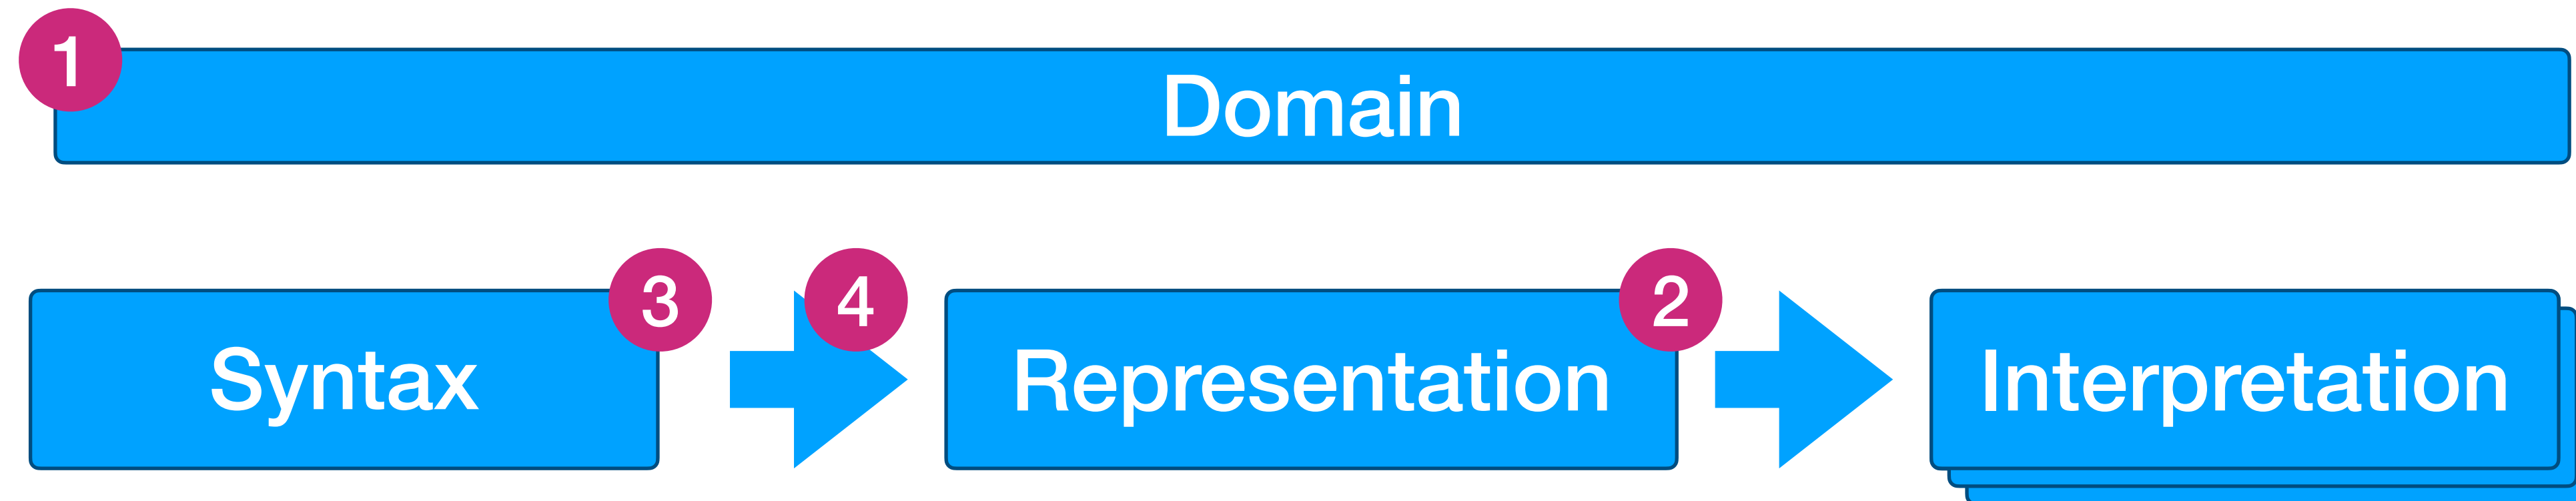 1
Domain
3
4
2
Syntax
Representation
Interpretation